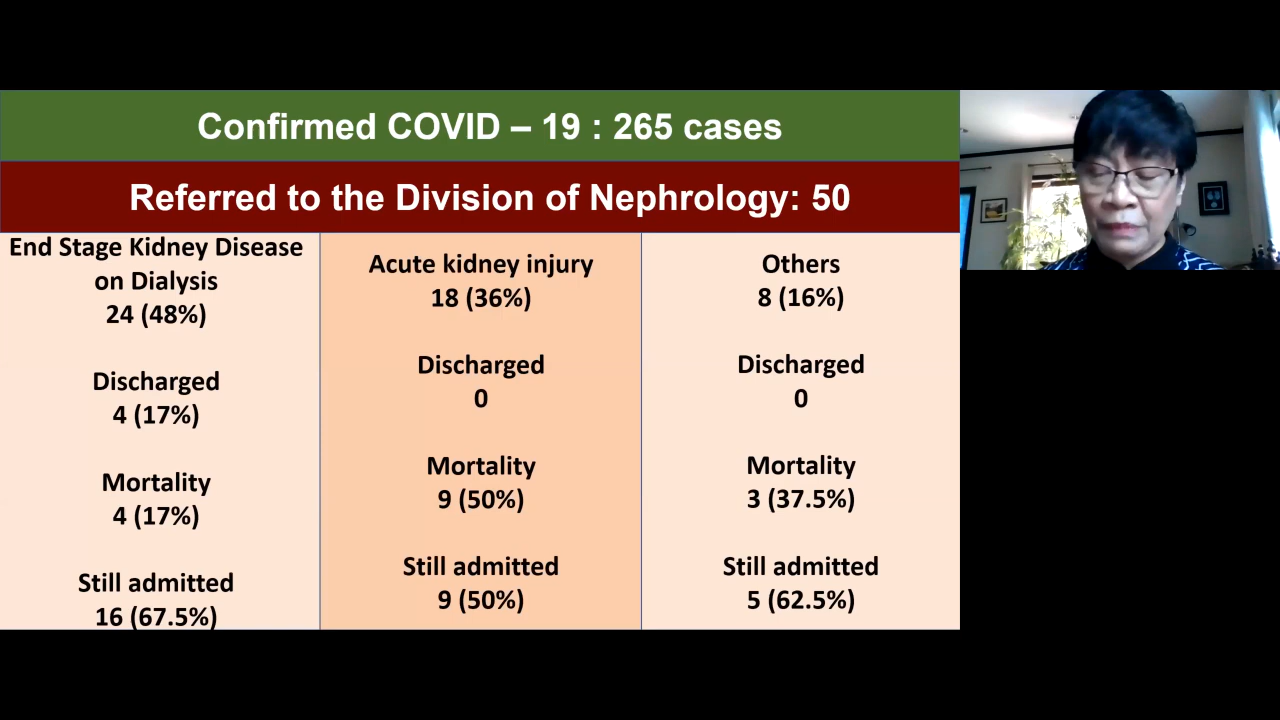 Confirmed COVID – 19 : 265 cases
Referred to the Division of Nephrology: 50
End Stage Kidney Disease
on Dialysis
24 (48%)
Discharged
4 (17%)
Mortality
4 (17%)
Still admitted
16 (67.5%)
Acute kidney injury
18 (36%)
Discharged
0
Mortality
9 (50%)
Still admitted
9 (50%)
Others
8 (16%)
Discharged
0
Mortality
3 (37.5%)
Still admitted
5 (62.5%)